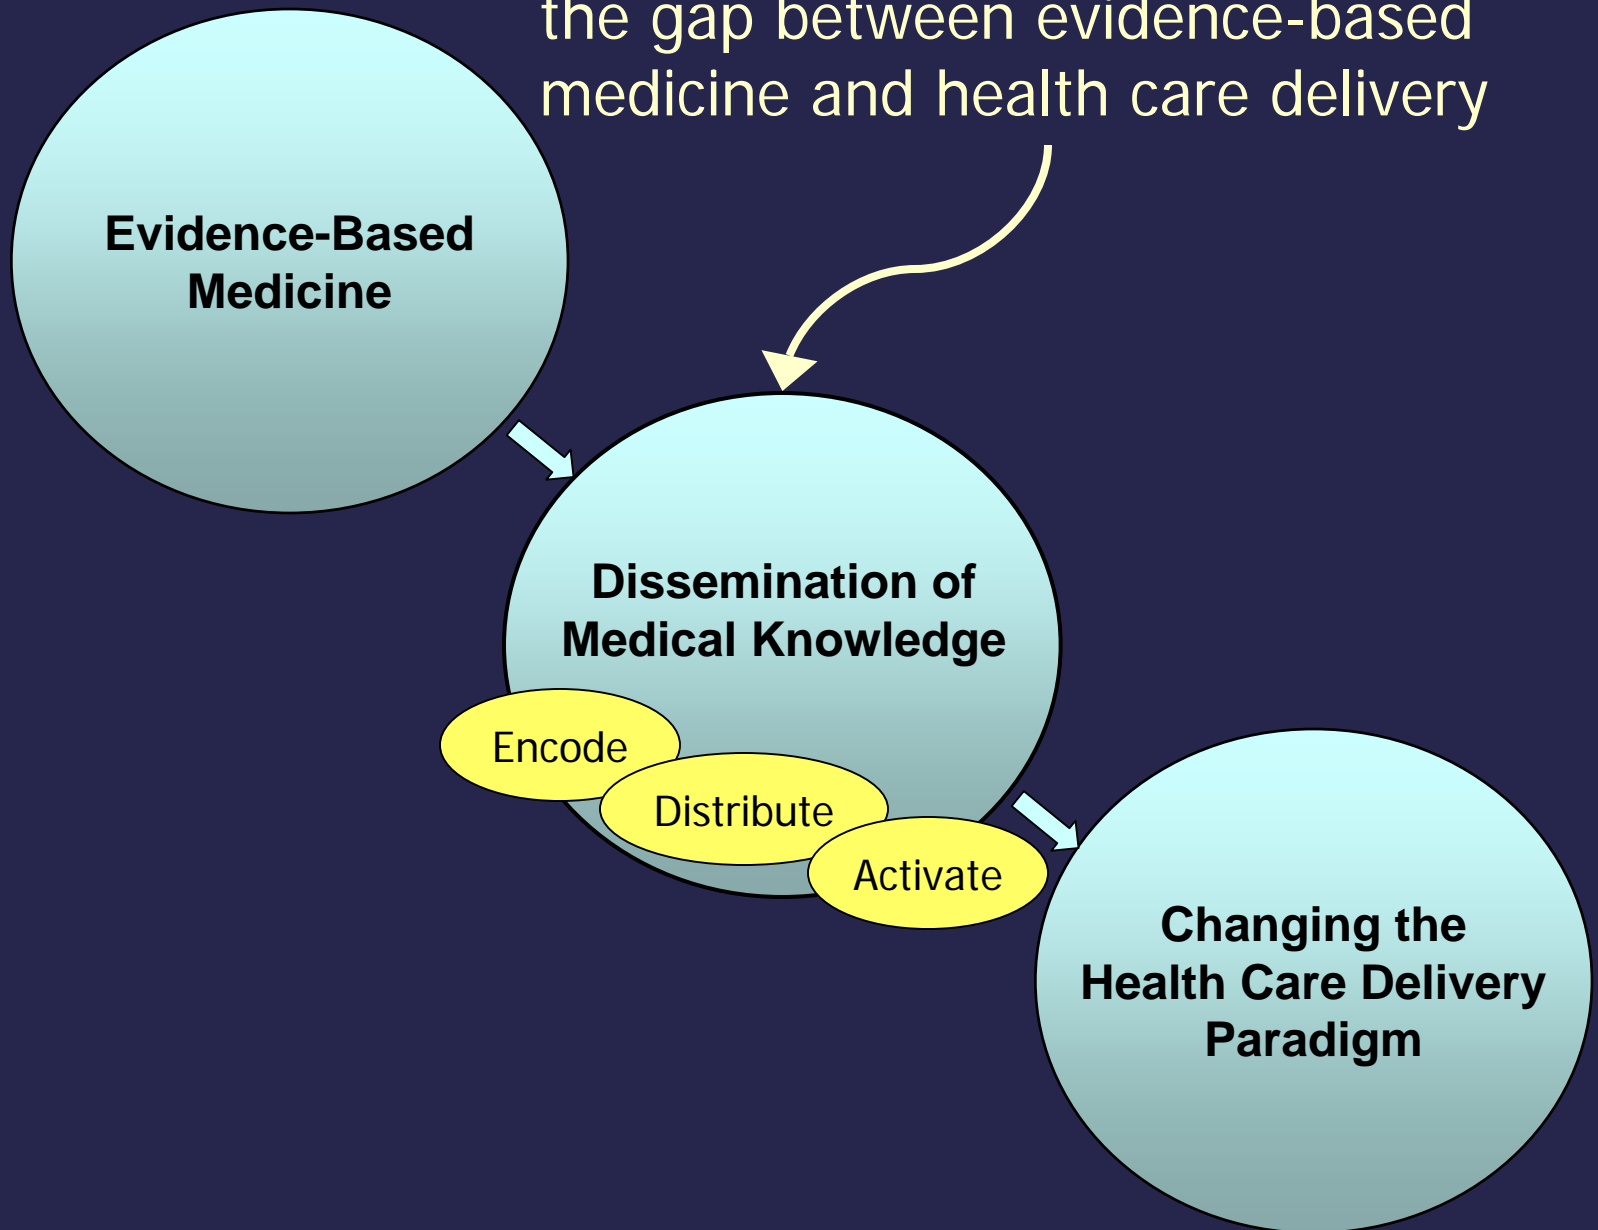 the gap between evidence-based
medicine and health care delivery
Evidence-Based
Medicine
Dissemination of
Medical Knowledge
Encode
Distribute
Activate
Changing the
Health Care Delivery
Paradigm